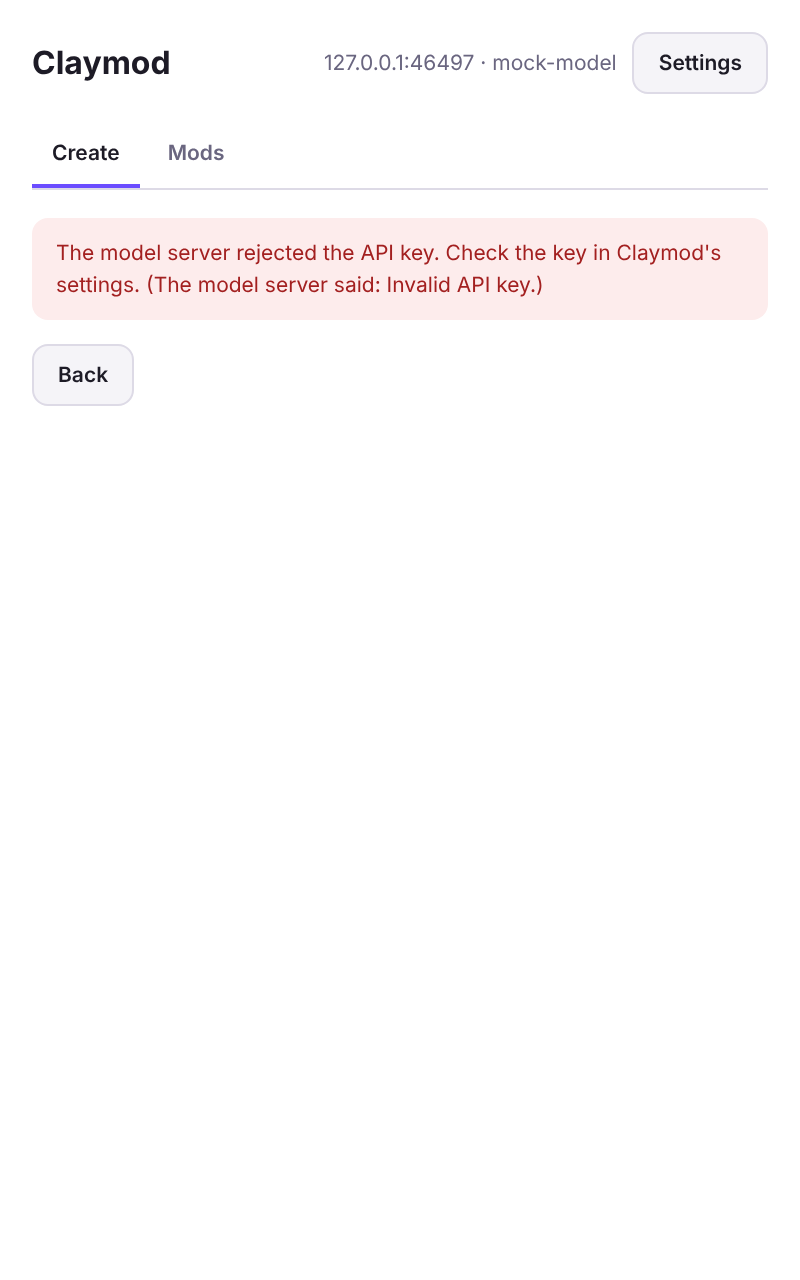 Claymod
127.0.0.1:46497 · mock-model
Settings
Create
Mods
The model server rejected the API key. Check the key in Claymod's
settings. (The model server said: Invalid API key.)
Back